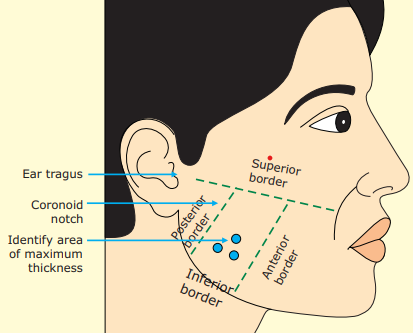 Ear tragus
Coronoid
notch
Identify area
of maximum
thickness
Superior
border
Posterior
border
Anterior
border
Inferior
border